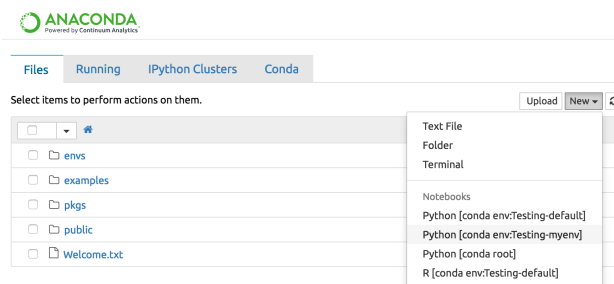 ANACONDA
Powered by Continuum Analytics
Files Running IPython Clusters Conda
Select items to perform actions on them.
Upload New
envs
examples
pkgs
public
Welcome.txt
Text File
Folder
Terminal
Notebooks
Python [conda env:Testing-default]
Python [conda env:Testing-myenv]
Python [conda root]
R [conda env:Testing-default]